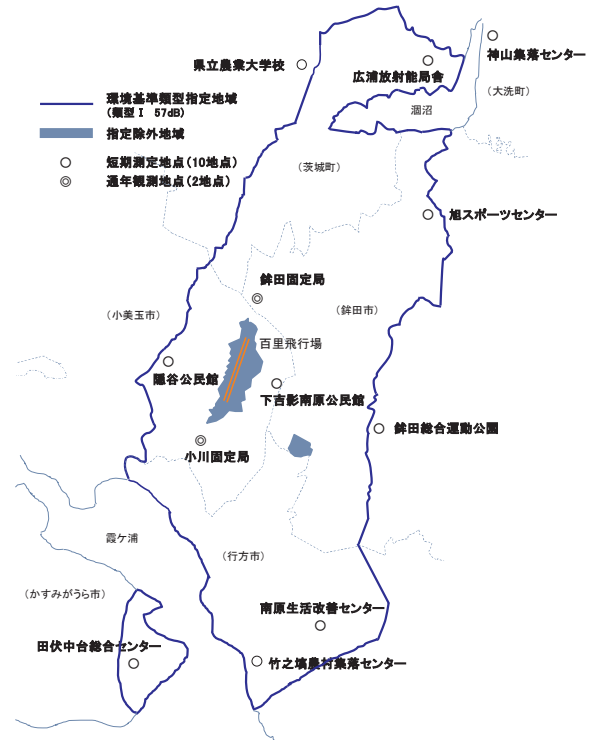 神山集落センター
県立農業大学校
広浦放射能局舎
(大洗町)
環境基準類型指定地域
(類型Ⅰ 57dB)
涸沼
指定除外地域
短期測定地点(10地点)
(茨城町)
通年観測地点(2地点)
旭スポーツセンター
鉾田固定局
(小美玉市)
(鉾田市)
百里飛行場
隠谷公民館
下吉影南原公民館
鉾田総合運動公園
小川固定局
霞ケ浦
(行方市)
(かすみがうら市)
南原生活改善センター
田伏中台総合センター
竹之塙農村集落センター